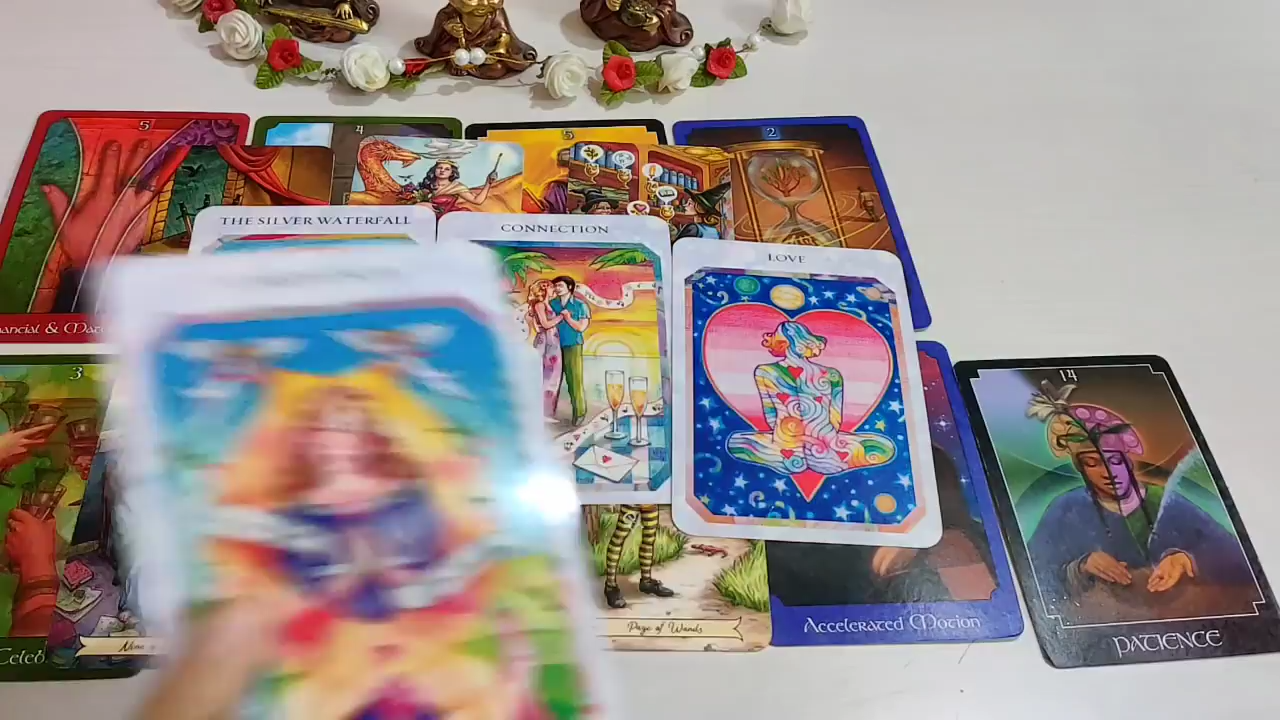 5
4
5
2
THE SILVER WATERFALL
CONNECTION
LOVE
3
14
Page of Wands
Accelerated Motion
PATIENCE